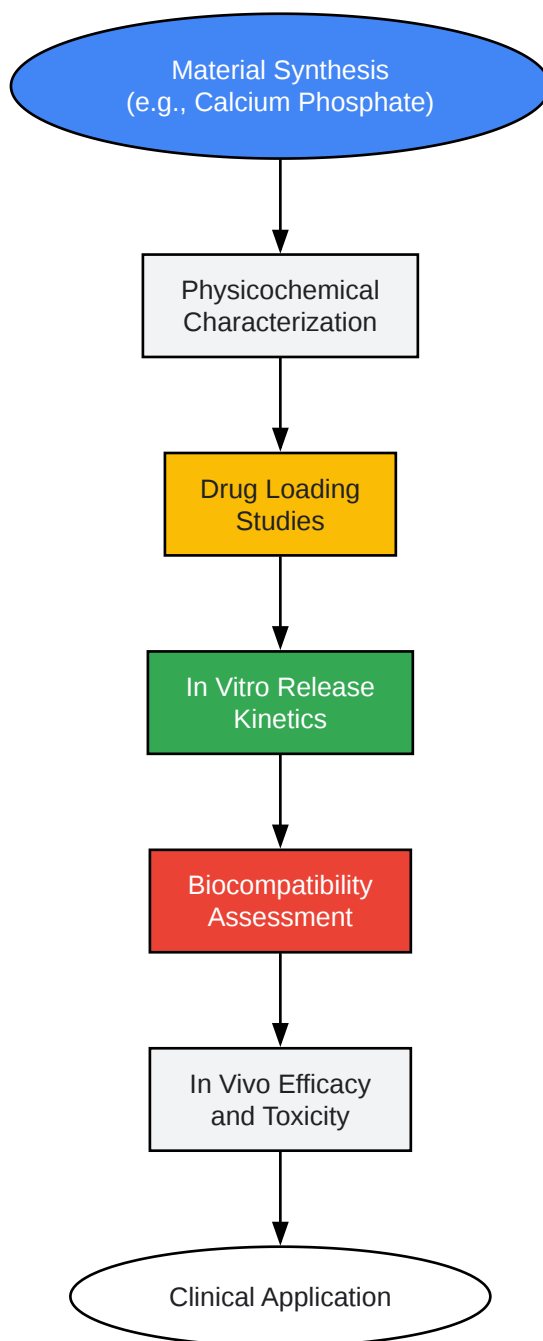 Material Synthesis
(e.g., Calcium Phosphate)
Physicochemical
Characterization
Drug Loading
Studies
In Vitro Release
Kinetics
Biocompatibility
Assessment
In Vivo Efficacy
and Toxicity
Clinical Application